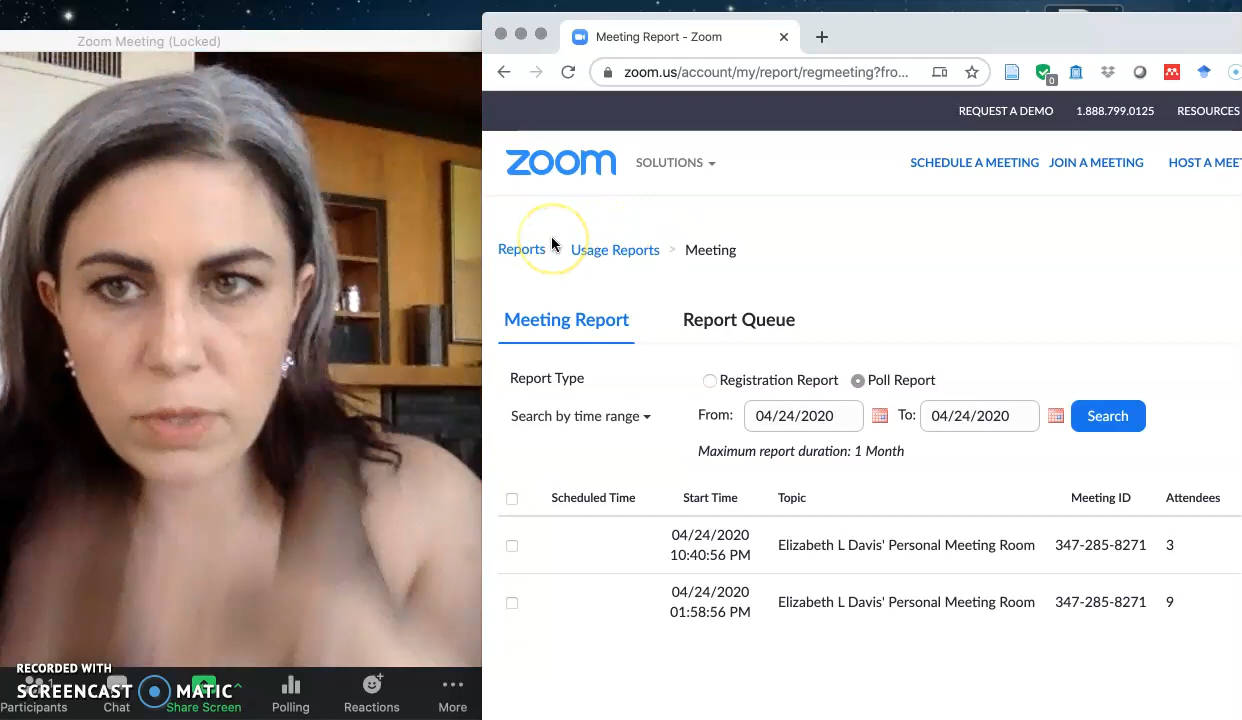 Zoom Meeting (Locked)
Meeting Report - Zoom
zoom.us/account/my/report/regmeeting?fro...
0
REQUEST A DEMO 1.888.799.0125 RESOURCES
zoom SOLUTIONS SCHEDULE A MEETING JOIN A MEETING HOST A MEET
Reports Usage Reports > Meeting
Meeting Report Report Queue
Report Type Registration Report Poll Report
Search by time range From: 04/24/2020 To: 04/24/2020 Search
Maximum report duration: 1 Month
Scheduled Time Start Time Topic Meeting ID Attendees
04/24/2020
10:40:56 PM Elizabeth L Davis' Personal Meeting Room 347-285-8271 3
04/24/2020
01:58:56 PM Elizabeth L Davis' Personal Meeting Room 347-285-8271 9
RECORDED WITH
SCREENCAST MATIC
1
Participants Chat Share Screen Polling Reactions More